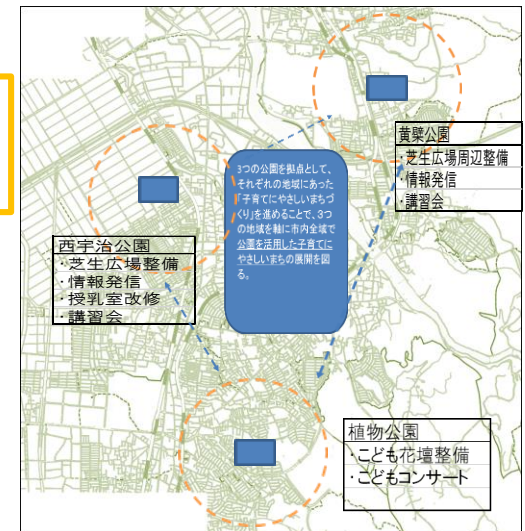 黄檗公園
・芝生広場周辺整備
・情報発信
・講習会
3つの公園を拠点として、
それぞれの地域にあった
「子育てにやさしいまちづ
くり」を進めることで、3つ
の地域を軸に市内全域で
公園を活用した子育てに
やさしいまちの展開を図
る。
西宇治公園
・芝生広場整備
・情報発信
・授乳室改修
・講習会
植物公園
・こども花壇整備
・こどもコンサート